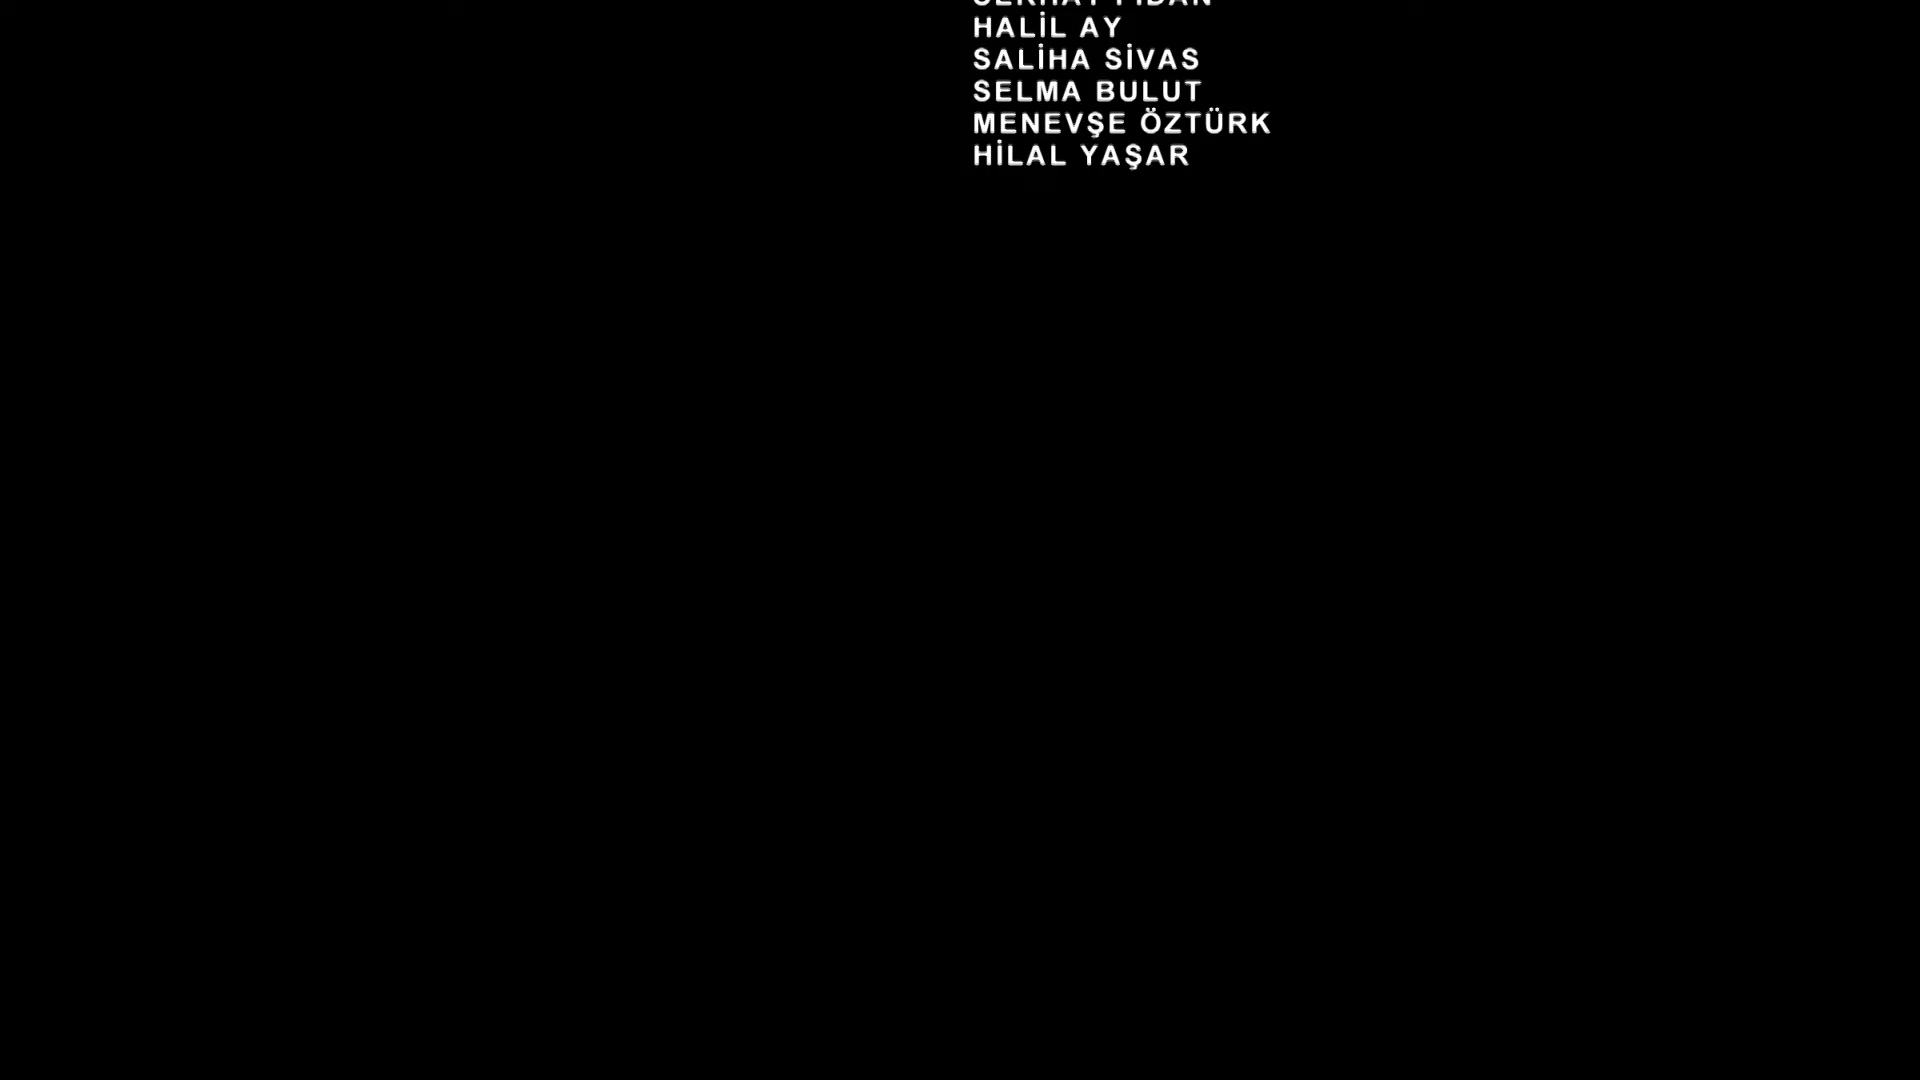 HALİL AY
SALİHA SİVAS
SELMA BULUT
MENEVŞE ÖZTÜRK
HİLAL YAŞAR